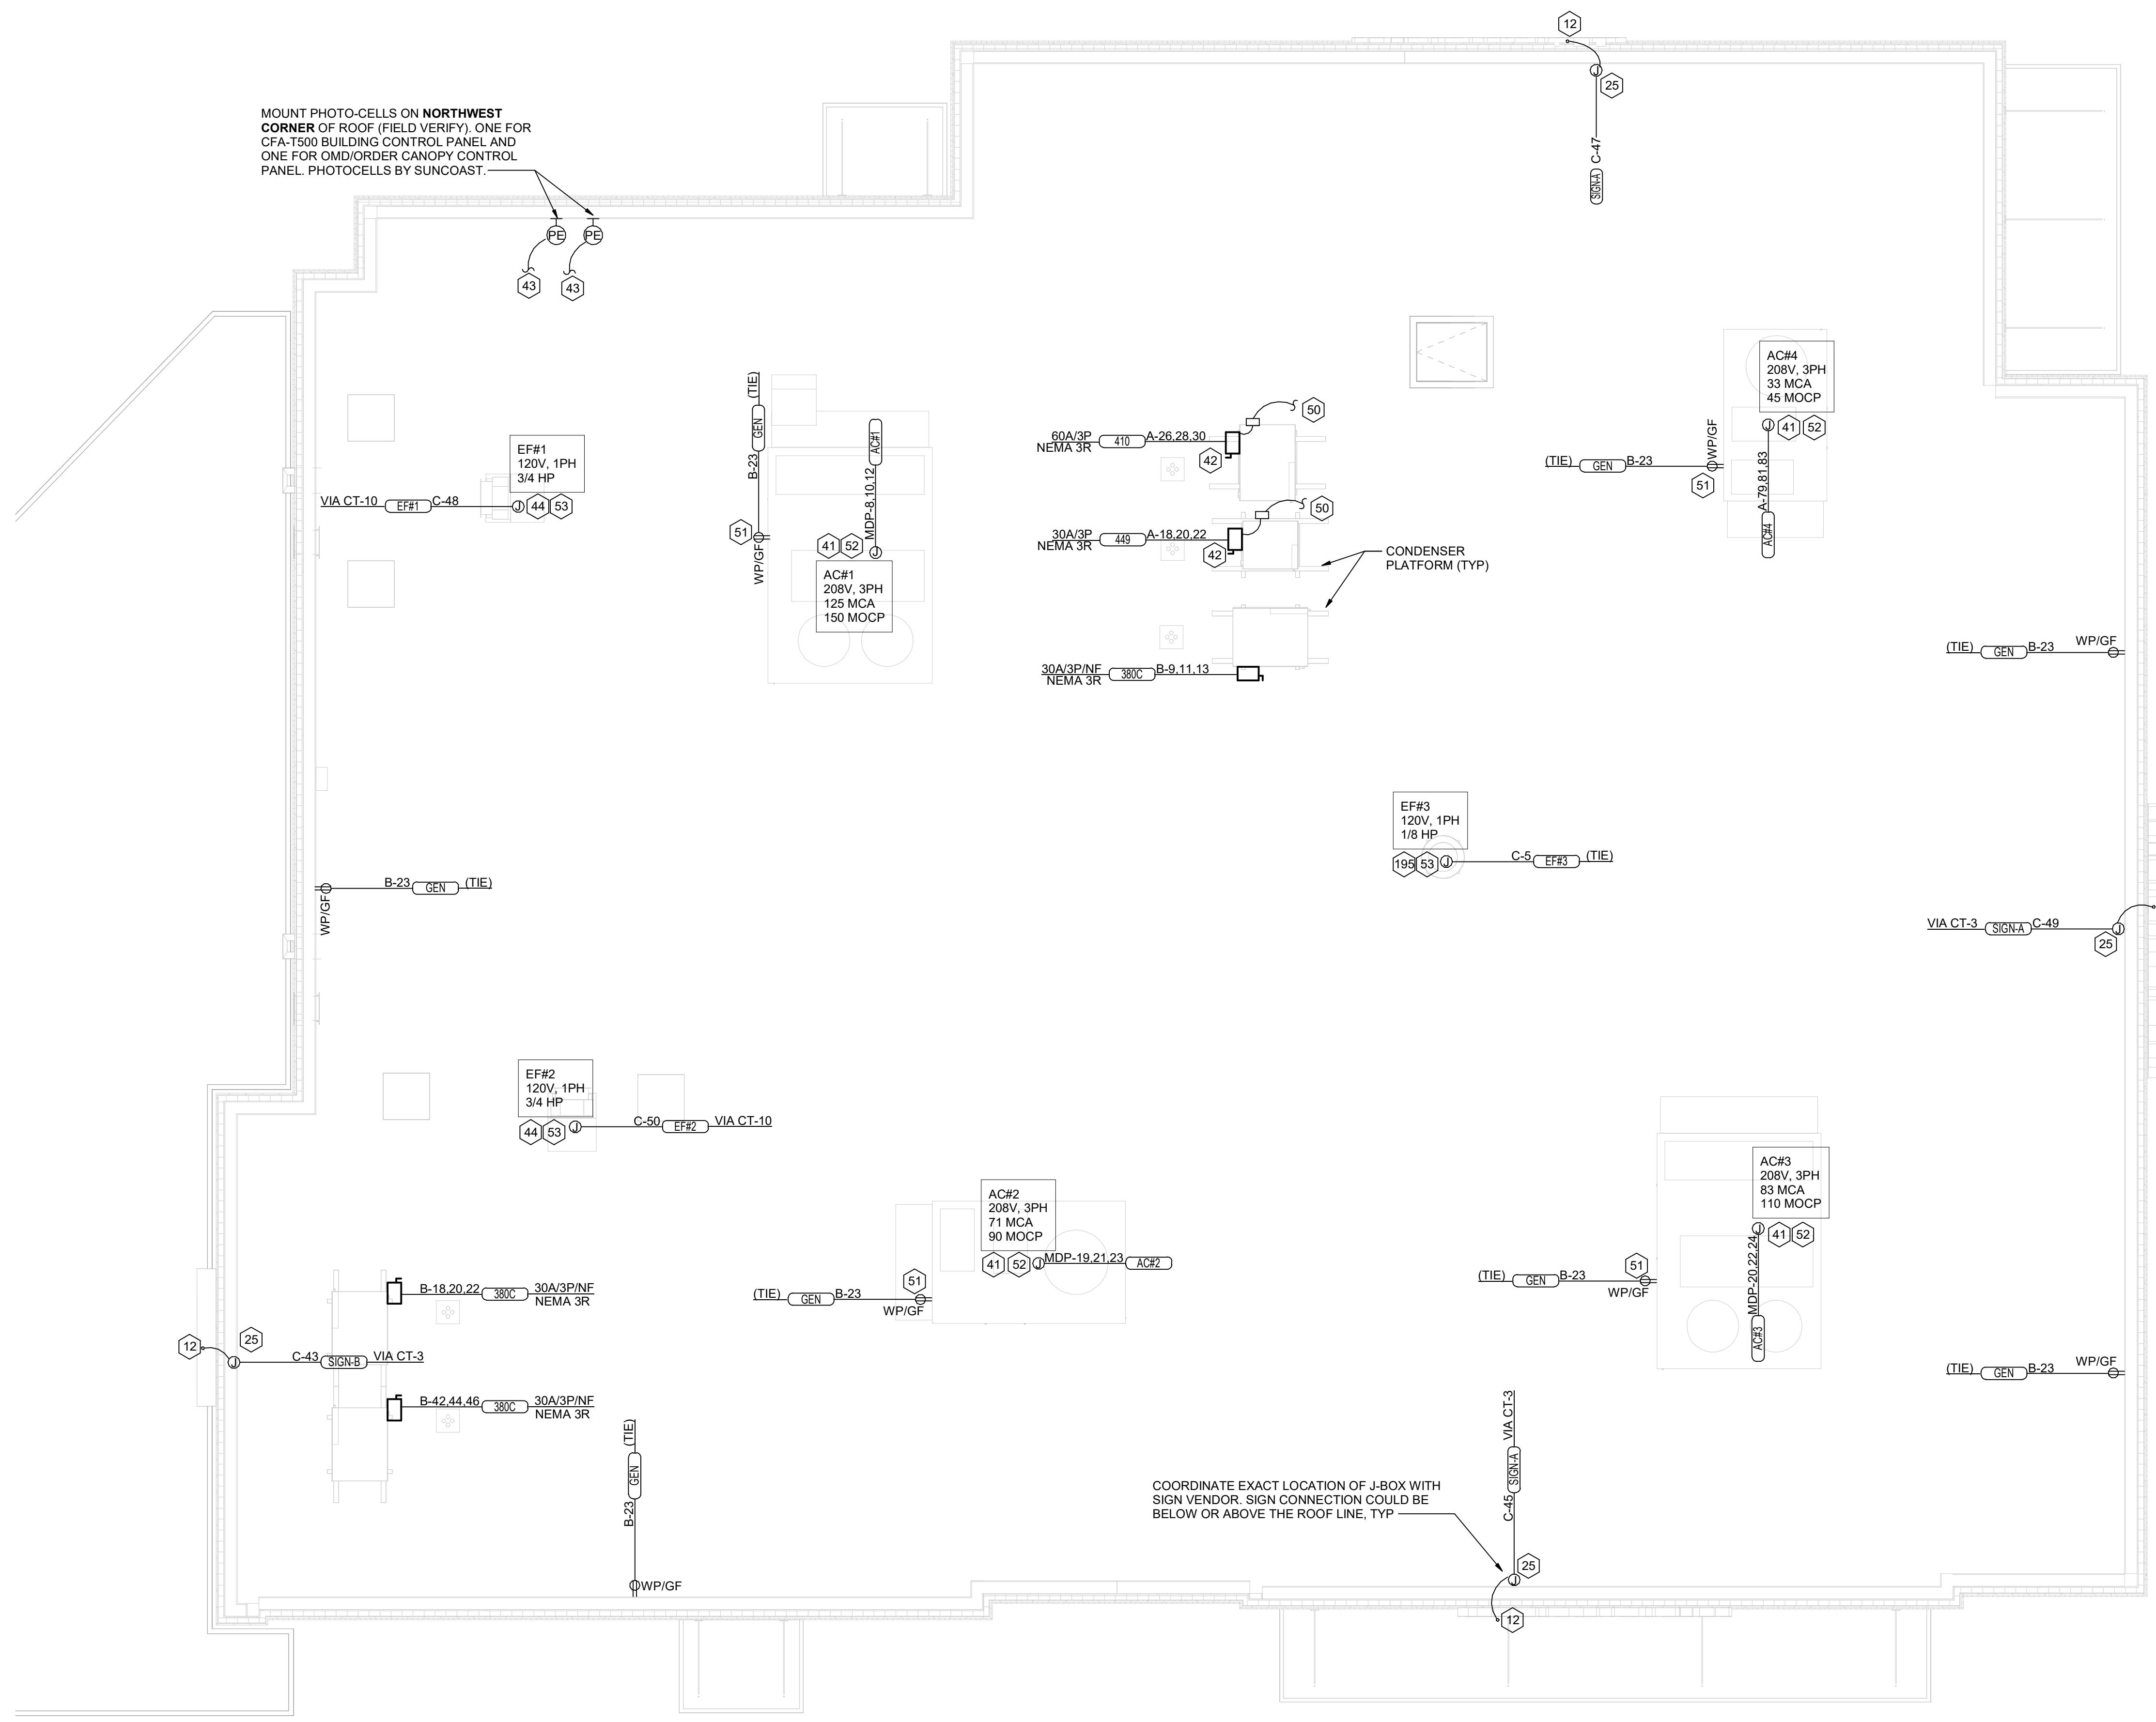 12
25
C-47
SIGN-A
MOUNT PHOTO-CELLS ON NORTHWEST
CORNER OF ROOF (FIELD VERIFY). ONE FOR
CFA-T500 BUILDING CONTROL PANEL AND
ONE FOR OMD/ORDER CANOPY CONTROL
PANEL. PHOTOCELLS BY SUNCOAST.
PE
PE
43
43
EF#1
120V, 1PH
3/4 HP
VIA CT-10
EF#1
C-48
J
44
53
(TIE)
GEN
B-23
51
WP/GF
AC#1
MDP-8,10,12
41
52
J
AC#1
208V, 3PH
125 MCA
150 MOCP
50
60A/3P
NEMA 3R
410
A-26,28,30
42
50
30A/3P
NEMA 3R
449
A-18,20,22
42
CONDENSER
PLATFORM (TYP)
30A/3P/NF
NEMA 3R
380C
B-9,11,13
AC#4
208V, 3PH
33 MCA
45 MOCP
J
41
52
(TIE)
GEN
B-23
WP/GF
51
A-79,81,83
AC#4
(TIE)
GEN
B-23
WP/GF
EF#3
120V, 1PH
1/8 HP
195
53
J
C-5
EF#3
(TIE)
B-23
GEN
(TIE)
WP/GF
VIA CT-3
SIGN-A
C-49
J
25
EF#2
120V, 1PH
3/4 HP
44
53
J
C-50
EF#2
VIA CT-10
AC#2
208V, 3PH
71 MCA
90 MOCP
41
52
J
MDP-19,21,23
AC#2
(TIE)
GEN
B-23
51
WP/GF
AC#3
208V, 3PH
83 MCA
110 MOCP
J
41
52
MDP-20,22,24
AC#3
(TIE)
GEN
B-23
51
WP/GF
B-18,20,22
380C
30A/3P/NF
NEMA 3R
12
25
J
C-43
SIGN-B
VIA CT-3
B-42,44,46
380C
30A/3P/NF
NEMA 3R
(TIE)
GEN
B-23
WP/GF
(TIE)
GEN
B-23
WP/GF
VIA CT-3
SIGN-A
C-45
COORDINATE EXACT LOCATION OF J-BOX WITH
SIGN VENDOR. SIGN CONNECTION COULD BE
BELOW OR ABOVE THE ROOF LINE, TYP
25
J
12
J